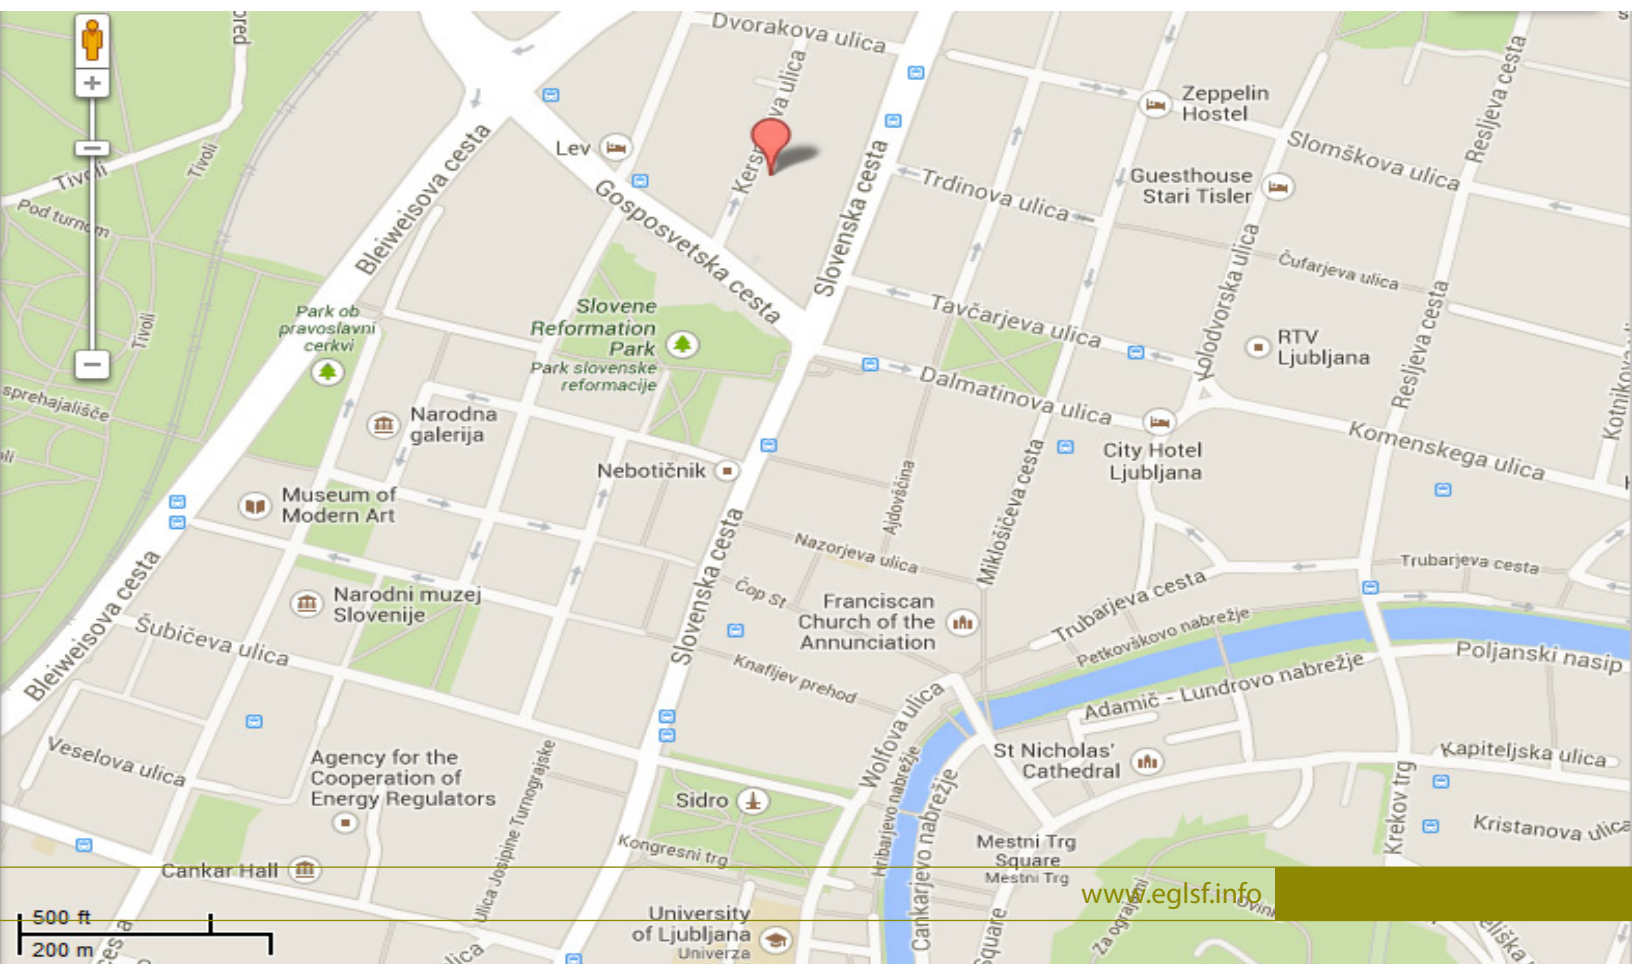 Dvorakova ulica
Zeppelin
Hostel
Resljeva cesta
Slomškova ulica
Lev
Tivoli
Tivoli
Bleiweisova cesta
Gosposvetska cesta
Slovenska cesta
Trdinova ulica
Guesthouse
Stari Tisler
Pod turnom
Kolodvorska ulica
Čufarjeva ulica
Tivoli
Park ob
pravoslavni
cerkvi
Slovene
Reformation
Park
Park slovenske
reformacije
Tavčarjeva ulica
RTV
Ljubljana
Resljeva cesta
Dalmatinova ulica
sprehajališče
Narodna
galerija
Nebotičnik
City Hotel
Ljubljana
Komenskega ulica
Museum of
Modern Art
Ajdovščina
Miklošičeva cesta
Nazorjeva ulica
Slovenska cesta
Čop St
Trubarjeva cesta
Trubarjeva cesta
Narodni muzej
Slovenije
Franciscan
Church of the
Annunciation
Petkovškovo nabrežje
Bleiweisova cesta
Šubičeva ulica
Knafljev prehod
Adamič - Lundrovo nabrežje
Poljanski nasip
Wolfova ulica
Veselova ulica
Agency for the
Cooperation of
Energy Regulators
St Nicholas'
Cathedral
Kapiteljska ulica
Hribarjevo nabrežje
Cankarjevo nabrežje
Ulica Josipine Turnograjske
Sidro
Krekov trg
Kristanova ulica
Kongresni trg
Mestni Trg
Square
Mestni Trg
Cankar Hall
www.eglsf.info
Za ograjami
500 ft
200 m
University
of Ljubljana
Univerza